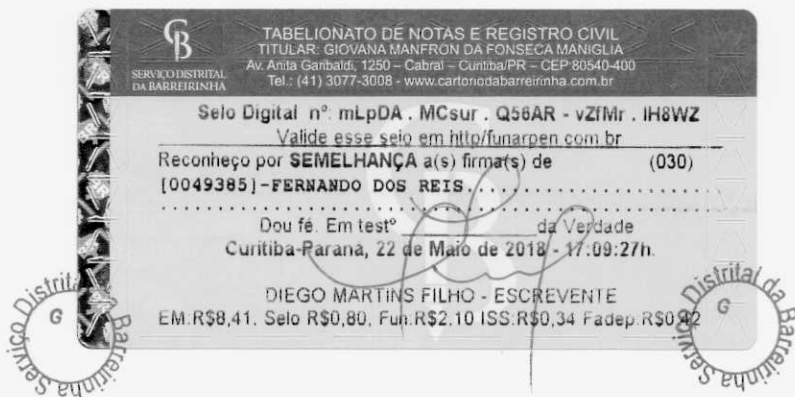 CB
SERVIÇO DISTRITAL
DA BARREIRINHA
TABELIONATO DE NOTAS E REGISTRO CIVIL
TITULAR: GIOVANA MANFRON DA FONSECA MANIGLIA
Av. Anita Garibaldi, 1250 – Cabral – Curitiba/PR – CEP 80540-400
Tel.: (41) 3077-3008 - www.cartoriodabarreirinha.com.br
Selo Digital nº: mLpDA . MCsur . Q56AR - vZfMr . IH8WZ
Valide esse selo em http/funarpen.com.br
Reconheço por SEMELHANÇA a(s) firma(s) de (030)
[0049385]-FERNANDO DOS REIS
Dou fé. Em testº da Verdade
Curitiba-Paraná, 22 de Maio de 2018 - 17:09:27h.
DIEGO MARTINS FILHO - ESCREVENTE
EM:R$8,41, Selo R$0,80, Fun:R$2,10 ISS:R$0,34 Fadep:R$0,42
Serviço Distrital da Barreirinha
G
Serviço Distrital da Barreirinha
G